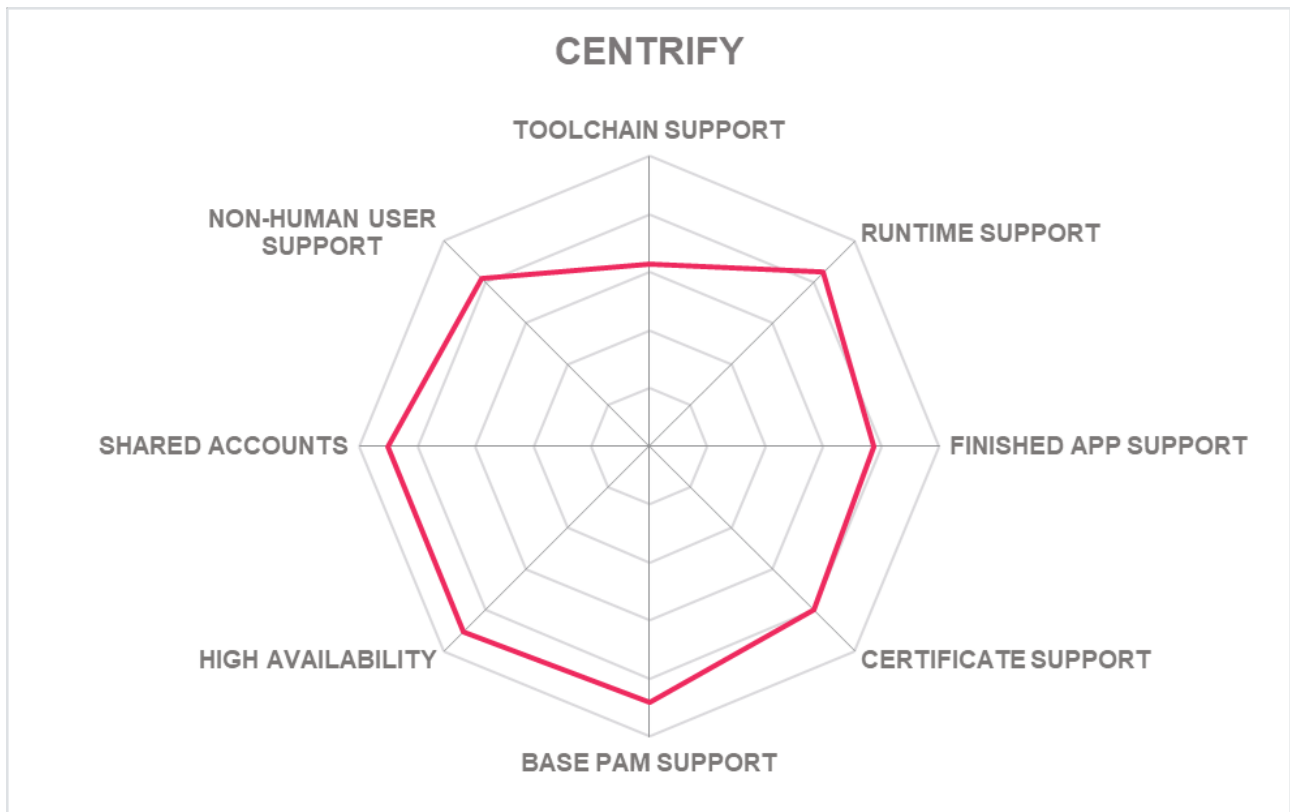 CENTRIFY
TOOLCHAIN SUPPORT
NON-HUMAN USER
SUPPORT
RUNTIME SUPPORT
SHARED ACCOUNTS
FINISHED APP SUPPORT
HIGH AVAILABILITY
CERTIFICATE SUPPORT
BASE PAM SUPPORT